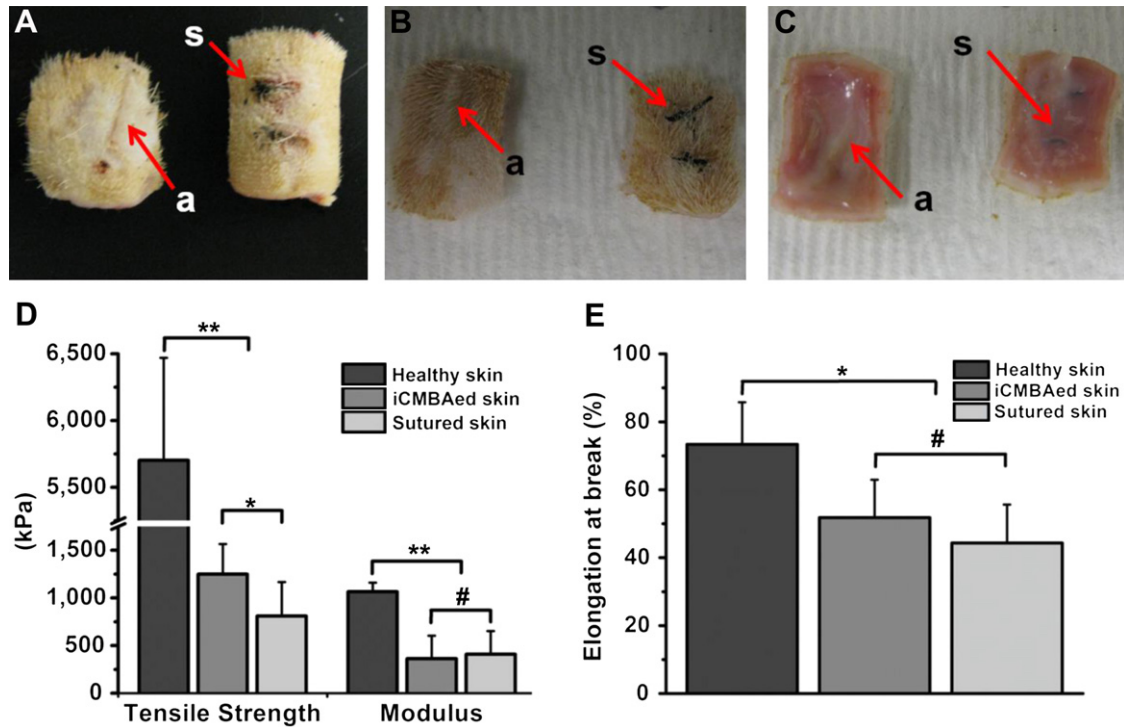 A
s
a
B
s
a
C
s
a
D
6,500
6,000
5,500
1,500
1,000
500
0
(kPa)
**
*
**
#
Healthy skin
iCMBAed skin
Sutured skin
Tensile Strength
Modulus
E
100
80
60
40
20
0
Elongation at break (%)
*
#
Healthy skin
iCMBAed skin
Sutured skin